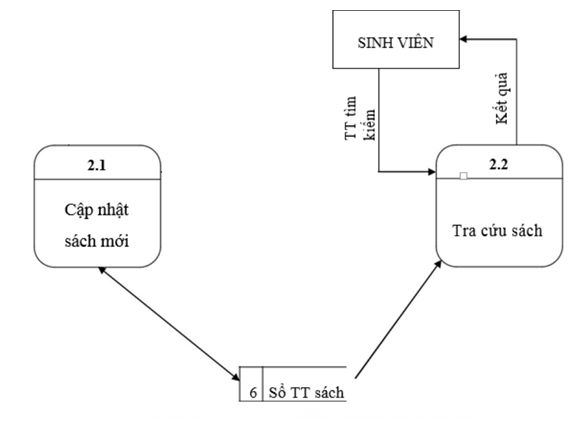 SINH VIÊN
TT tìm
kiếm
Kết quả
2.1
Cập nhật
sách mới
2.2
Tra cứu sách
6 Sổ TT sách